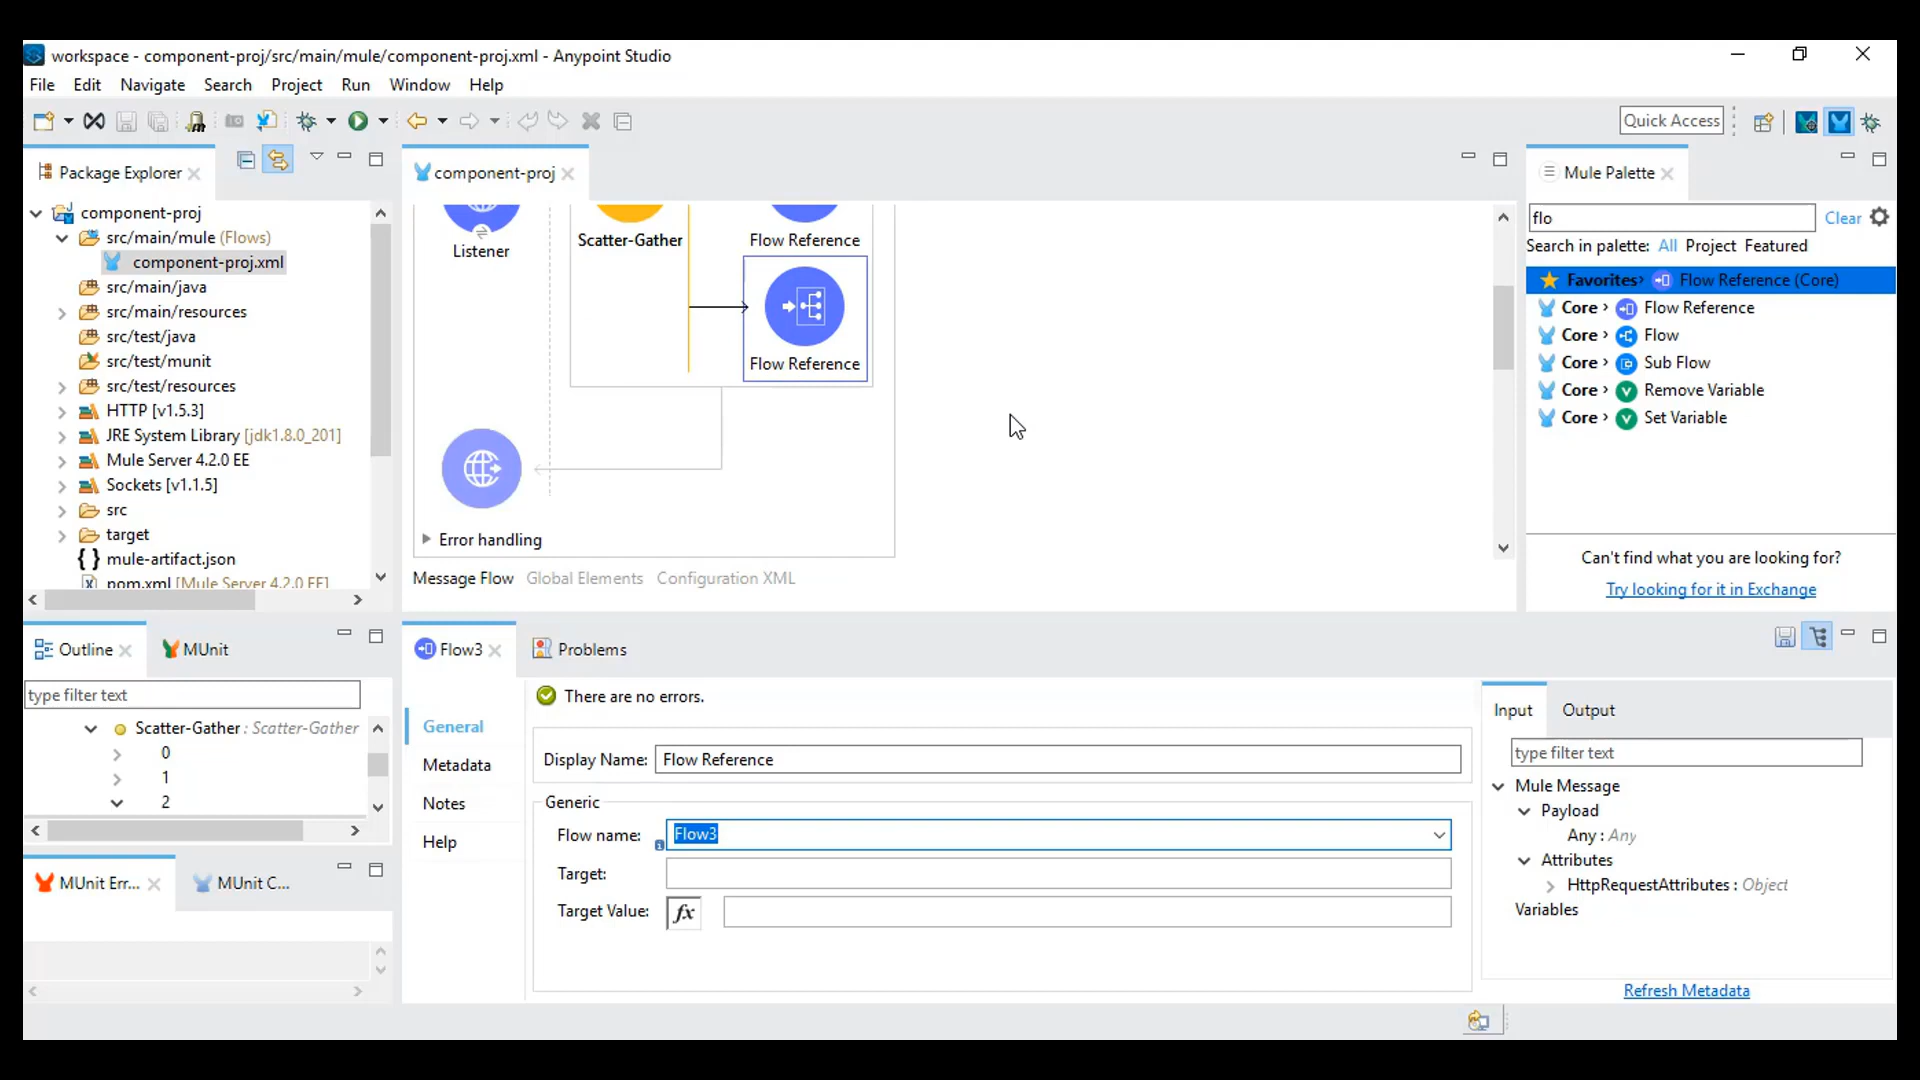 workspace - component-proj/src/main/mule/component-proj.xml - Anypoint Studio
File Edit Navigate Search Project Run Window Help
Quick Access
Package Explorer
component-proj
src/main/mule (Flows)
component-proj.xml
src/main/java
src/main/resources
src/test/java
src/test/munit
src/test/resources
HTTP [v1.5.3]
JRE System Library [jdk1.8.0_201]
Mule Server 4.2.0 EE
Sockets [v1.1.5]
src
target
mule-artifact.json
pom.xml [Mule Server 4.2.0 EE]
component-proj
Listener
Scatter-Gather
Flow Reference
Flow Reference
Error handling
Message Flow Global Elements Configuration XML
Mule Palette
flo
Clear
Search in palette: All Project Featured
Favorites> Flow Reference (Core)
Core > Flow Reference
Core > Flow
Core > Sub Flow
Core > Remove Variable
Core > Set Variable
Can't find what you are looking for?
Try looking for it in Exchange
Outline
MUnit
type filter text
Scatter-Gather : Scatter-Gather
0
1
2
MUnit Err...
MUnit C...
Flow3
Problems
There are no errors.
General
Metadata
Notes
Help
Display Name: Flow Reference
Generic
Flow name: Flow3
Target:
Target Value: fx
Input
Output
type filter text
Mule Message
Payload
Any : Any
Attributes
HttpRequestAttributes : Object
Variables
Refresh Metadata